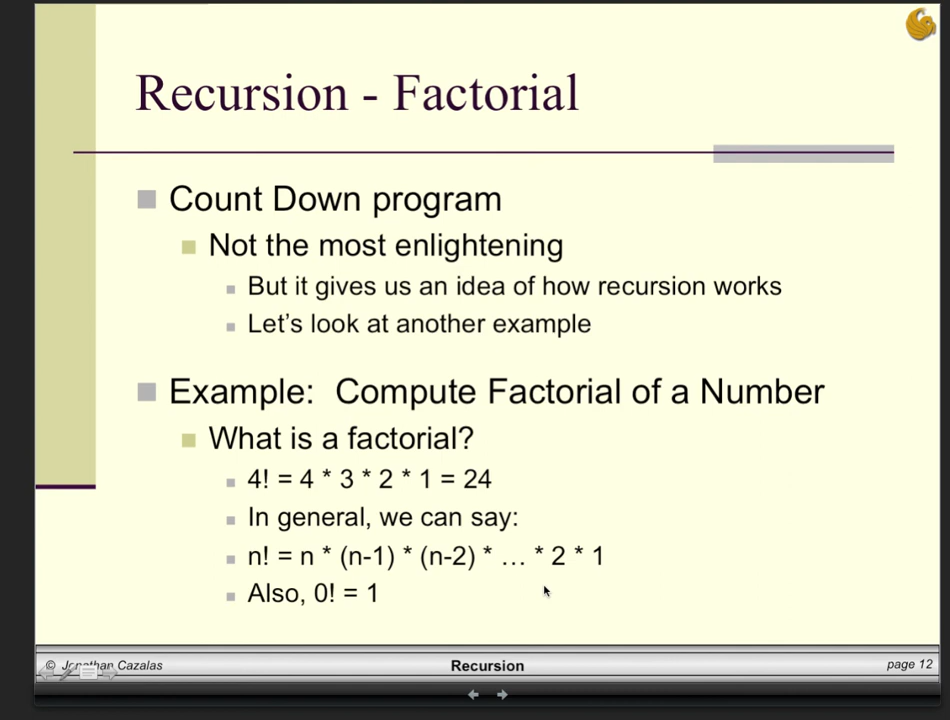 Recursion - Factorial
Count Down program
Not the most enlightening
But it gives us an idea of how recursion works
Let’s look at another example
Example:  Compute Factorial of a Number
What is a factorial?
4! = 4 * 3 * 2 * 1 = 24
In general, we can say:
n! = n * (n-1) * (n-2) * … * 2 * 1
Also, 0! = 1
© Jonathan Cazalas
Recursion
page 12